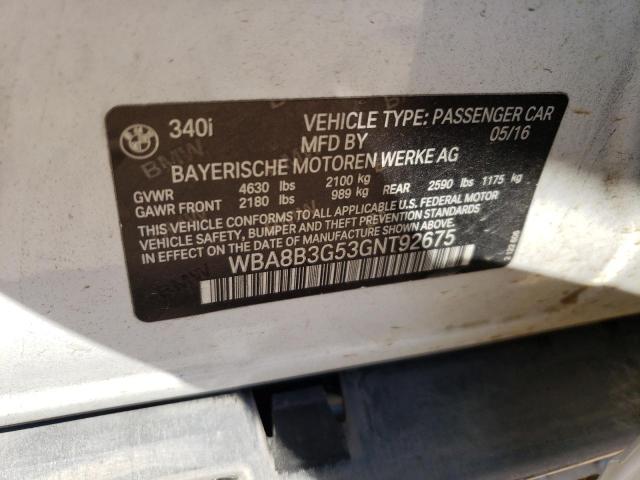 BMW
340i
VEHICLE TYPE: PASSENGER CAR
MFD BY 05/16
BAYERISCHE MOTOREN WERKE AG
GVWR 4630 lbs 2100 kg
GAWR FRONT 2180 lbs 989 kg REAR 2590 lbs 1175 kg
THIS VEHICLE CONFORMS TO ALL APPLICABLE U.S. FEDERAL MOTOR
VEHICLE SAFETY, BUMPER AND THEFT PREVENTION STANDARDS
IN EFFECT ON THE DATE OF MANUFACTURE SHOWN ABOVE.
WBA8B3G53GNT92675